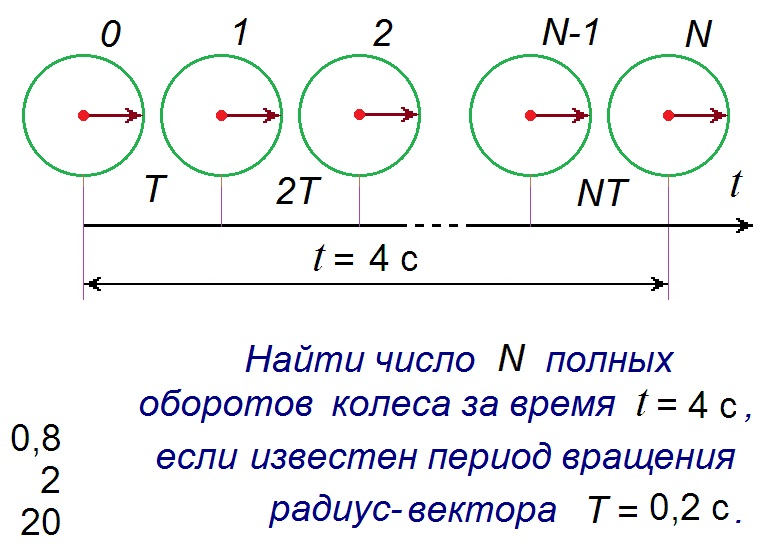 0 1 2 N-1 N
T 2T NT t
t = 4 с
Найти число N полных
оборотов колеса за время t = 4 с ,
если известен период вращения
радиус-вектора T = 0,2 с .
0,8
2
20